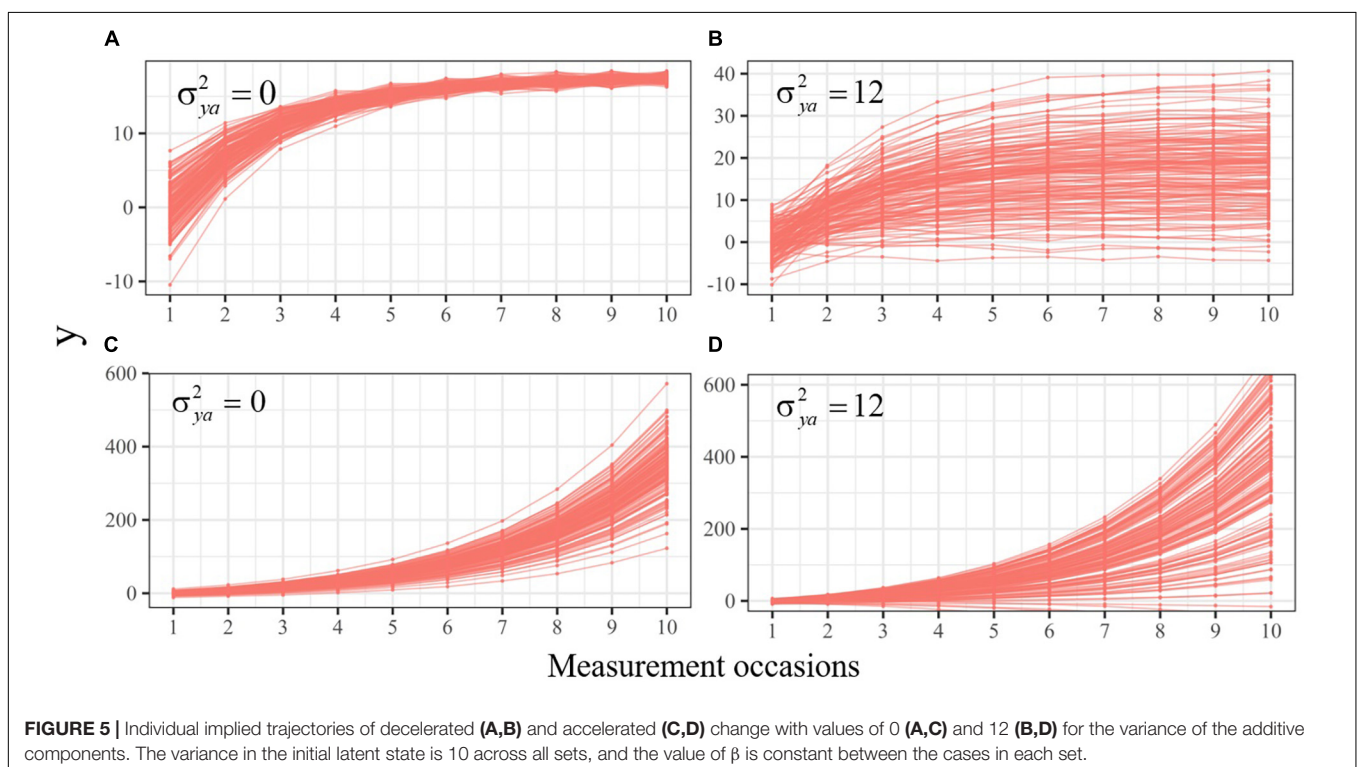 A
σ²ya = 0
10
0
-10
1 2 3 4 5 6 7 8 9 10
B
σ²ya = 12
40
30
20
10
0
-10
1 2 3 4 5 6 7 8 9 10
y
C
σ²ya = 0
600
400
200
0
1 2 3 4 5 6 7 8 9 10
D
σ²ya = 12
600
400
200
0
1 2 3 4 5 6 7 8 9 10
Measurement occasions
FIGURE 5 | Individual implied trajectories of decelerated (A,B) and accelerated (C,D) change with values of 0 (A,C) and 12 (B,D) for the variance of the additive
components. The variance in the initial latent state is 10 across all sets, and the value of β is constant between the cases in each set.